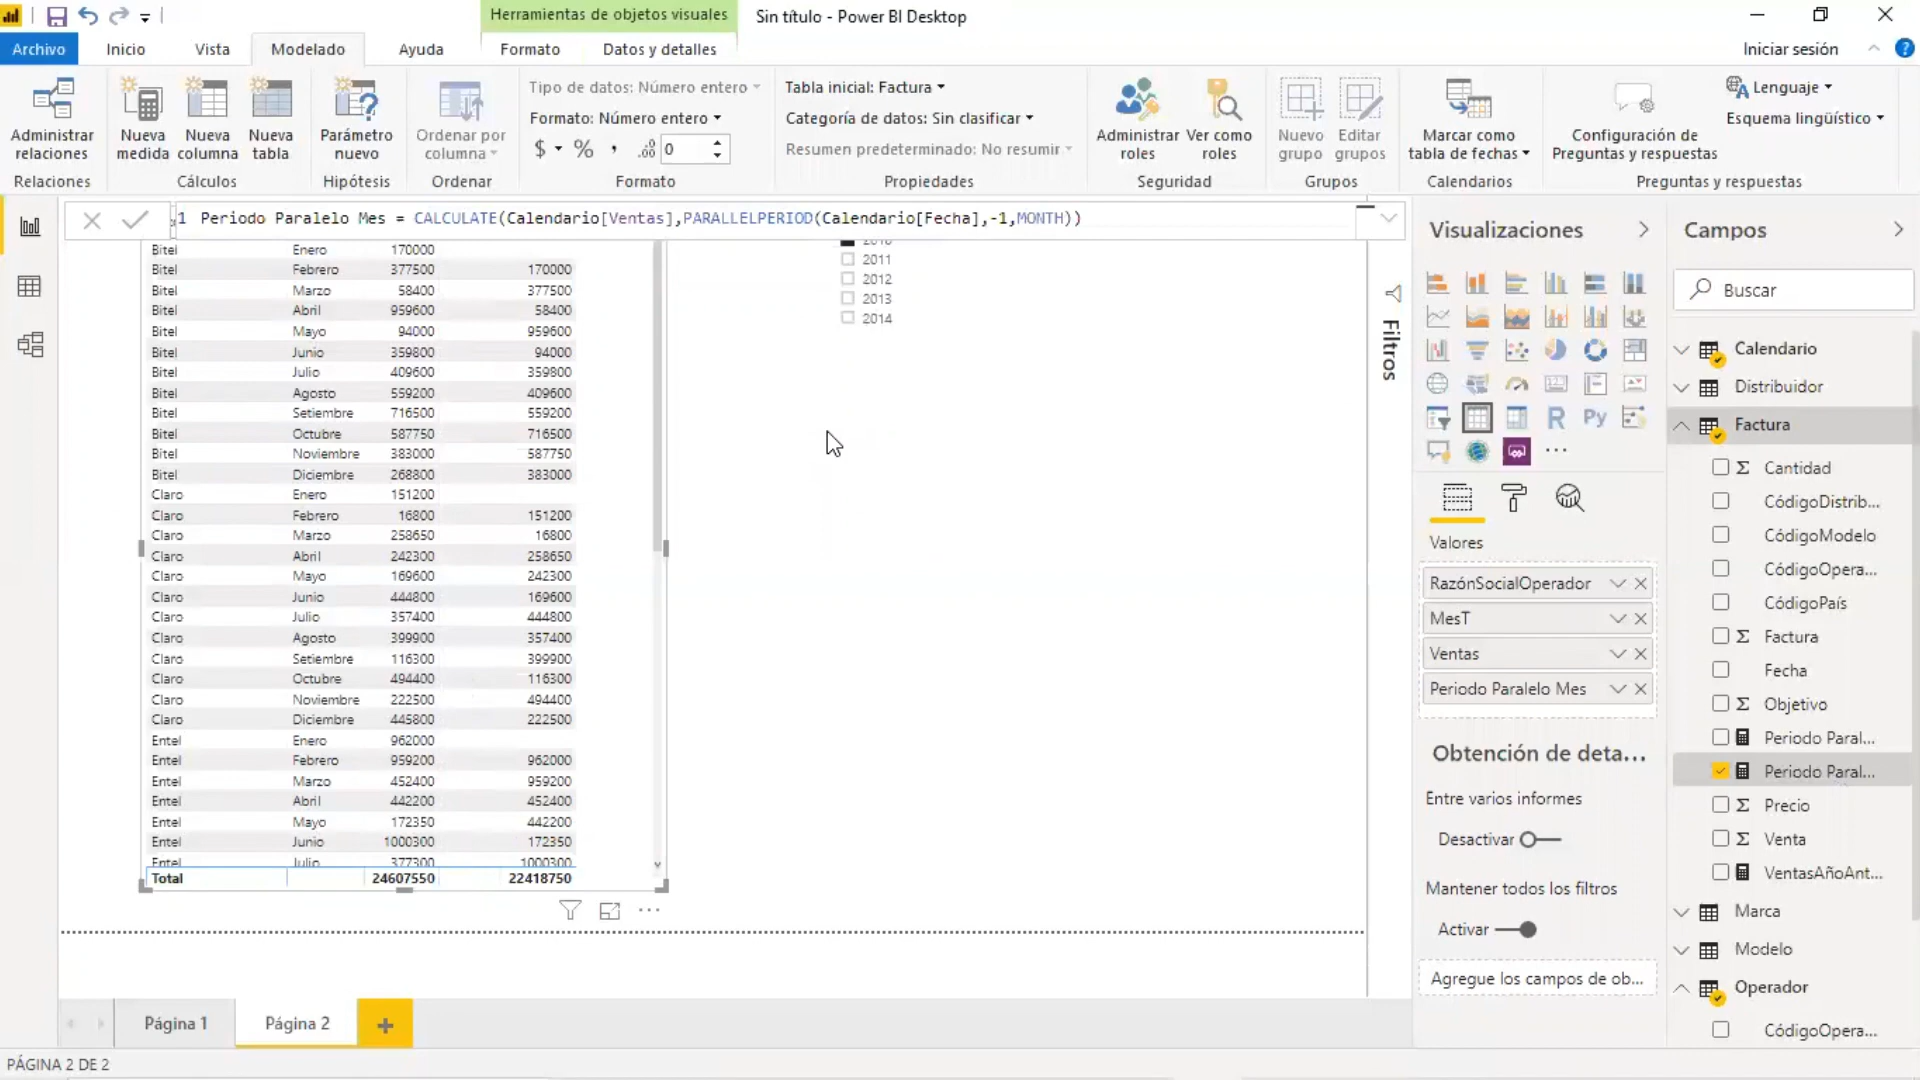 Herramientas de objetos visuales
Sin título - Power BI Desktop
Archivo
Inicio
Vista
Modelado
Ayuda
Formato
Datos y detalles
Iniciar sesión
Administrar relaciones
Nueva medida
Nueva columna
Nueva tabla
Parámetro nuevo
Ordenar por columna
Tipo de datos: Número entero
Formato: Número entero
$ % , 0
Tabla inicial: Factura
Categoría de datos: Sin clasificar
Resumen predeterminado: No resumir
Administrar roles
Ver como roles
Nuevo grupo
Editar grupos
Marcar como tabla de fechas
Configuración de Preguntas y respuestas
Lenguaje
Esquema lingüístico
Relaciones
Cálculos
Hipótesis
Ordenar
Formato
Propiedades
Seguridad
Grupos
Calendarios
Preguntas y respuestas
1 Periodo Paralelo Mes = CALCULATE(Calendario[Ventas],PARALLELPERIOD(Calendario[Fecha],-1,MONTH))
Bitel Enero 170000
Bitel Febrero 377500 170000
Bitel Marzo 58400 377500
Bitel Abril 959600 58400
Bitel Mayo 94000 959600
Bitel Junio 359800 94000
Bitel Julio 409600 359800
Bitel Agosto 559200 409600
Bitel Setiembre 716500 559200
Bitel Octubre 587750 716500
Bitel Noviembre 383000 587750
Bitel Diciembre 268800 383000
Claro Enero 151200
Claro Febrero 16800 151200
Claro Marzo 258650 16800
Claro Abril 242300 258650
Claro Mayo 169600 242300
Claro Junio 444800 169600
Claro Julio 357400 444800
Claro Agosto 399900 357400
Claro Setiembre 116300 399900
Claro Octubre 494400 116300
Claro Noviembre 222500 494400
Claro Diciembre 445800 222500
Entel Enero 962000
Entel Febrero 959200 962000
Entel Marzo 452400 959200
Entel Abril 442200 452400
Entel Mayo 172350 442200
Entel Junio 1000300 172350
Entel Julio 377300 1000300
Total 24607550 22418750
2010
2011
2012
2013
2014
Filtros
Visualizaciones
R Py
Valores
RazónSocialOperador
MesT
Ventas
Periodo Paralelo Mes
Obtención de deta...
Entre varios informes
Desactivar
Mantener todos los filtros
Activar
Agregue los campos de ob...
Campos
Buscar
Calendario
Distribuidor
Factura
Σ Cantidad
CódigoDistrib...
CódigoModelo
CódigoOpera...
CódigoPaís
Σ Factura
Fecha
Σ Objetivo
Periodo Paral...
Periodo Paral...
Σ Precio
Σ Venta
VentasAñoAnt...
Marca
Modelo
Operador
CódigoOpera...
Página 1
Página 2
PÁGINA 2 DE 2